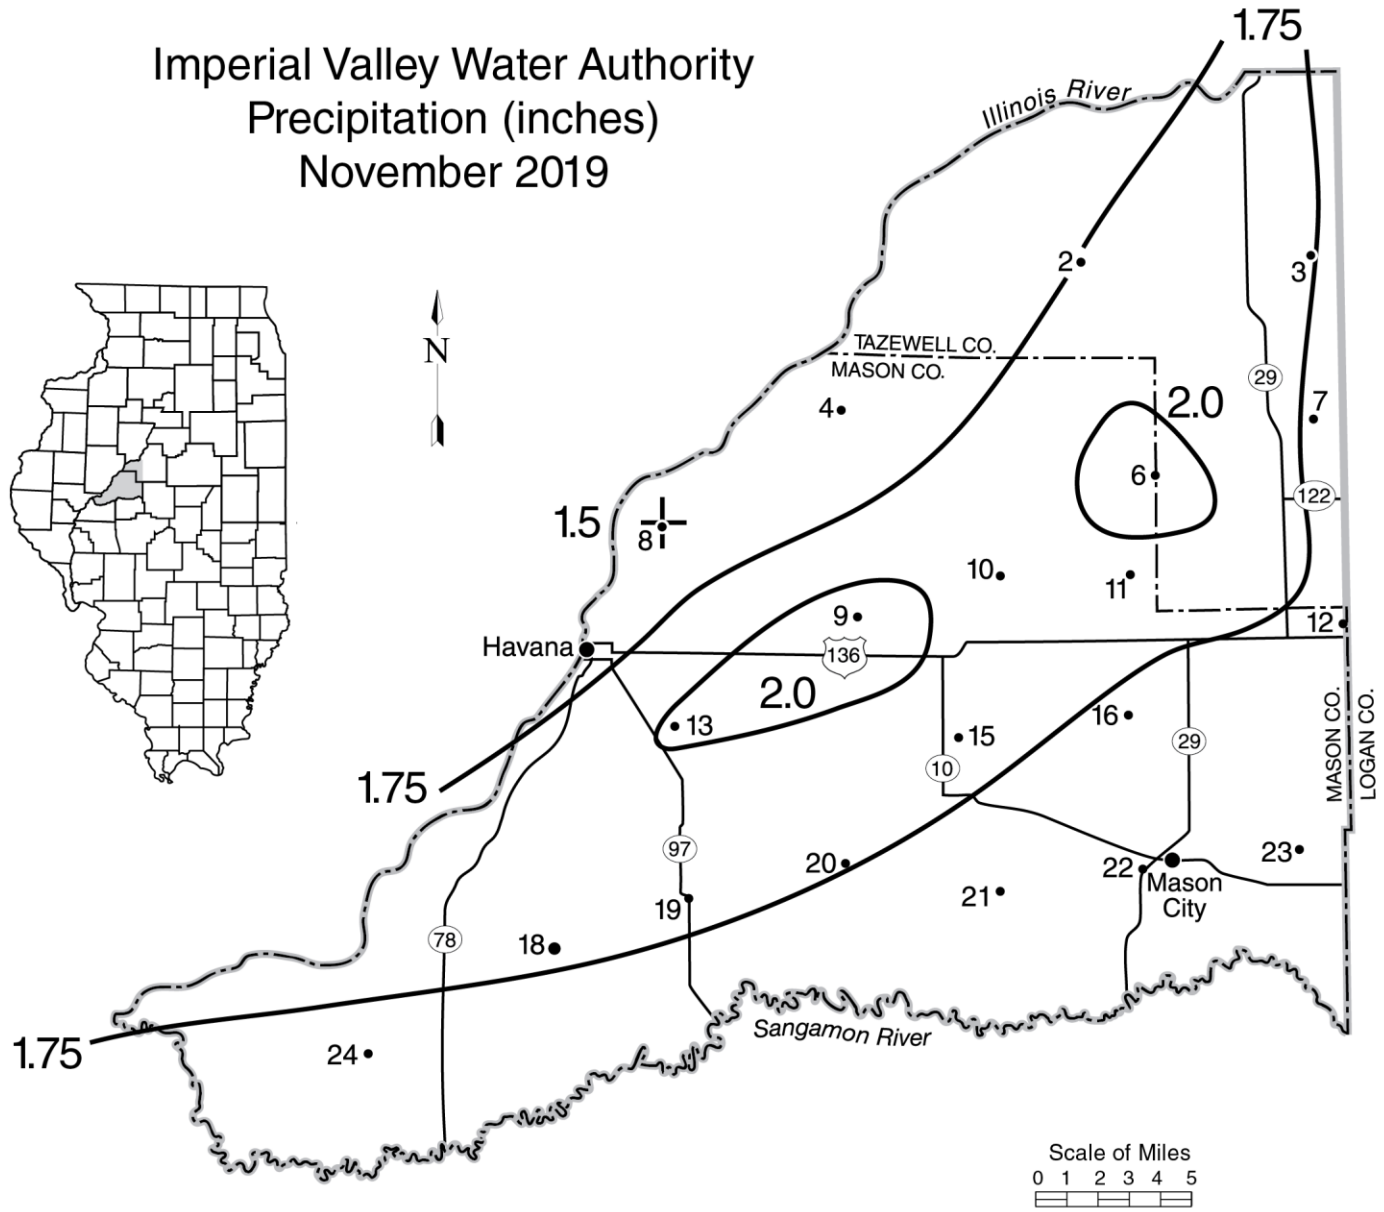 Imperial Valley Water Authority
Precipitation (inches)
November 2019
1.75
Illinois River
2
3
N
TAZEWELL CO.
MASON CO.
29
4
2.0
7
6
122
1.5
8
10
11
9
12
Havana
136
2.0
13
16
15
29
10
MASON CO.
LOGAN CO.
1.75
97
20
22
23
Mason
City
21
19
18
78
Sangamon River
1.75
24
Scale of Miles
0 1 2 3 4 5